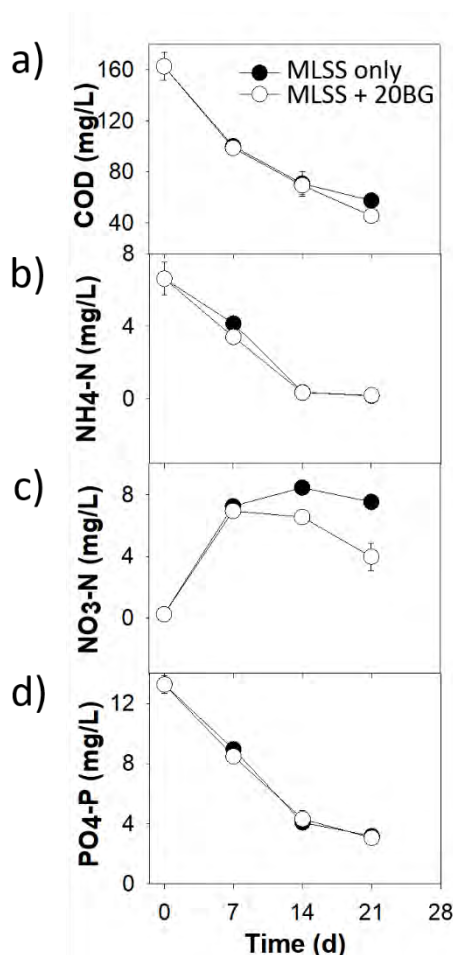 a)
COD (mg/L)
160
120
80
40
MLSS only
MLSS + 20BG
b)
NH4-N (mg/L)
8
4
0
c)
NO3-N (mg/L)
8
4
0
d)
PO4-P (mg/L)
12
8
4
0
0 7 14 21 28
Time (d)